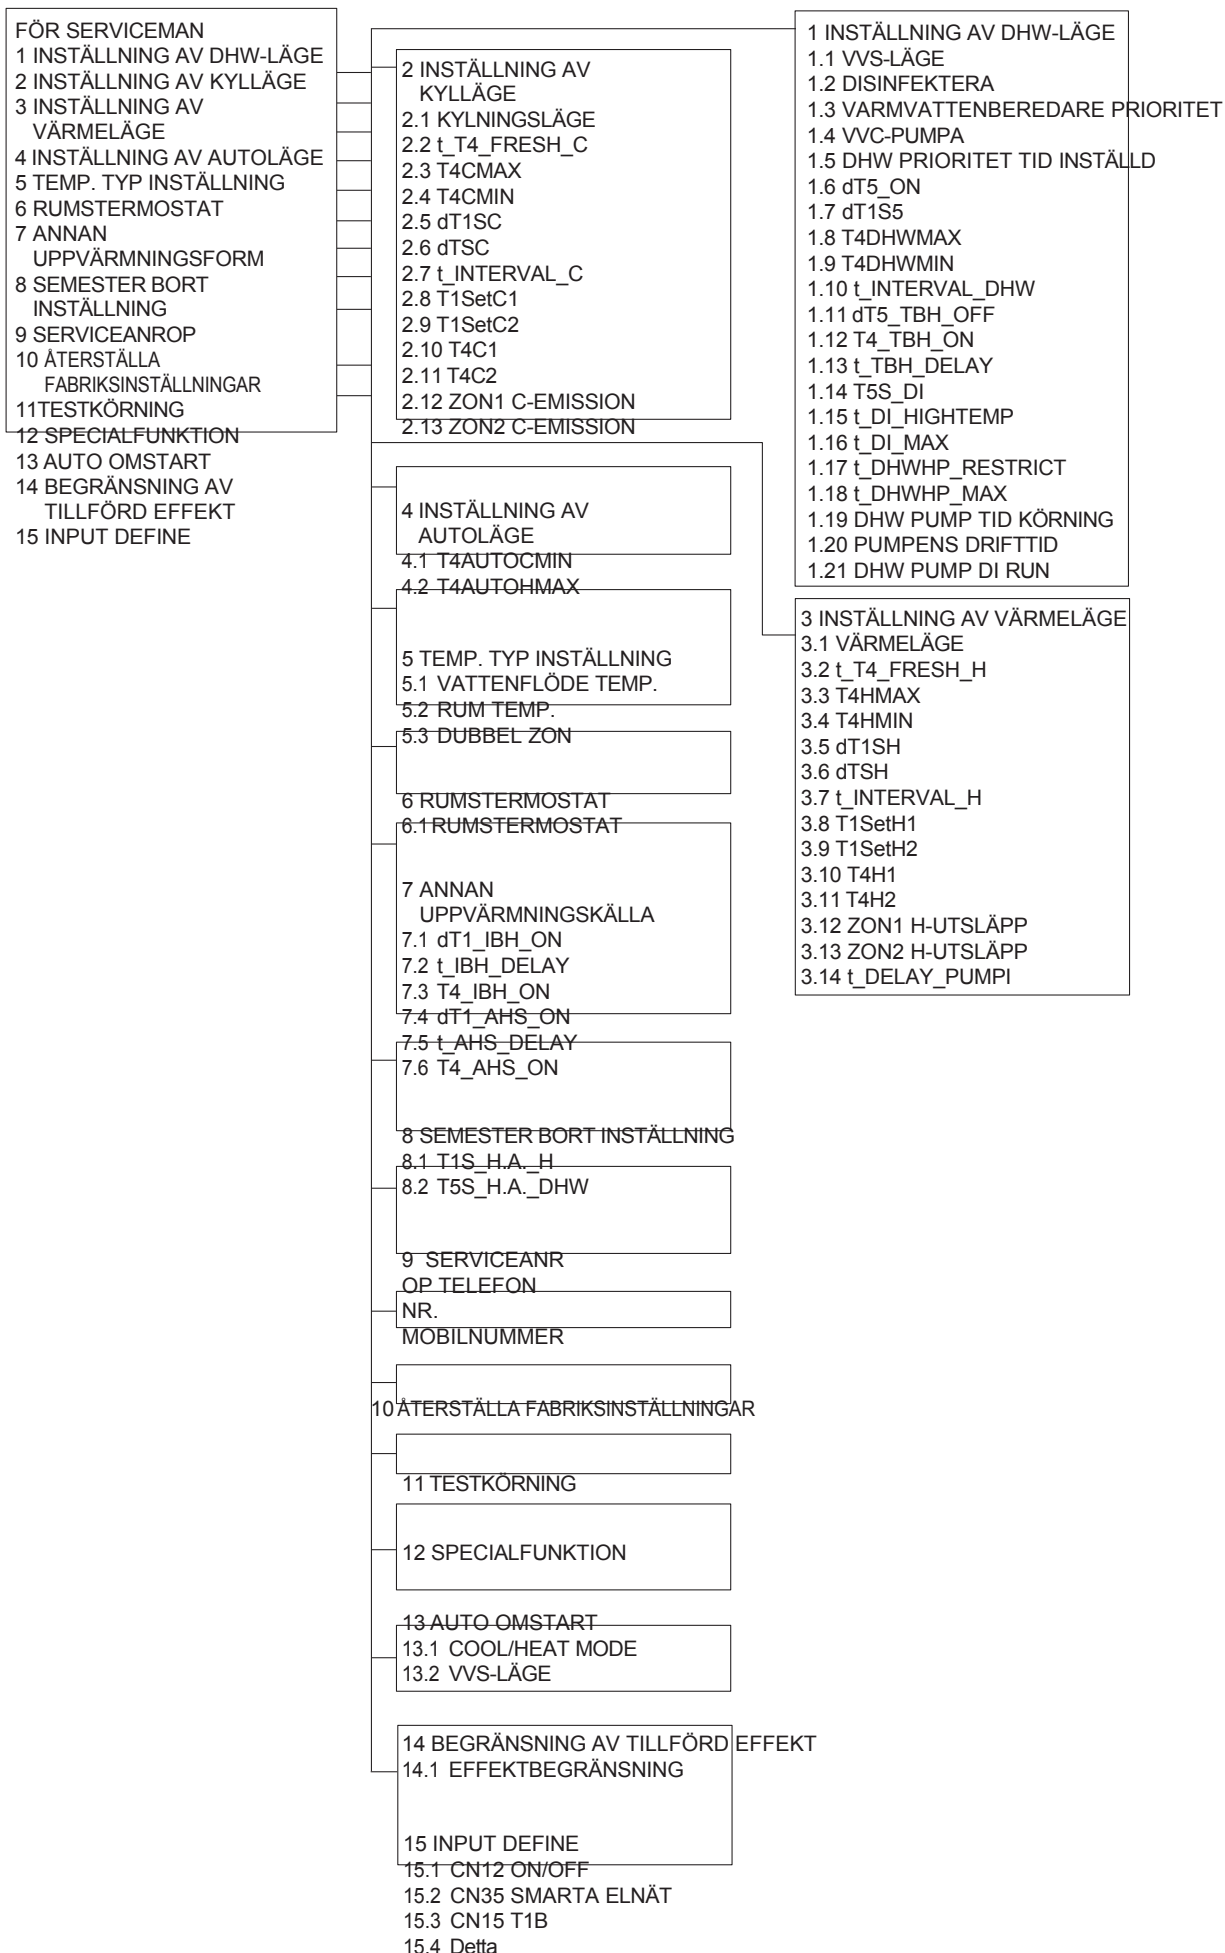 FÖR SERVICEMAN
1 INSTÄLLNING AV DHW-LÄGE
2 INSTÄLLNING AV KYLLÄGE
3 INSTÄLLNING AV
VÄRMELÄGE
4 INSTÄLLNING AV AUTOLÄGE
5 TEMP. TYP INSTÄLLNING
6 RUMSTERMOSTAT
7 ANNAN
UPPVÄRMNINGSFORM
8 SEMESTER BORT
INSTÄLLNING
9 SERVICEANROP
10 ÅTERSTÄLLA
FABRIKSINSTÄLLNINGAR
11TESTKÖRNING
12 SPECIALFUNKTION
13 AUTO OMSTART
14 BEGRÄNSNING AV
TILLFÖRD EFFEKT
15 INPUT DEFINE
2 INSTÄLLNING AV
KYLLÄGE
2.1 KYLNINGSLÄGE
2.2 t_T4_FRESH_C
2.3 T4CMAX
2.4 T4CMIN
2.5 dT1SC
2.6 dTSC
2.7 t_INTERVAL_C
2.8 T1SetC1
2.9 T1SetC2
2.10 T4C1
2.11 T4C2
2.12 ZON1 C-EMISSION
2.13 ZON2 C-EMISSION
4 INSTÄLLNING AV
AUTOLÄGE
4.1 T4AUTOCMIN
4.2 T4AUTOHMAX
5 TEMP. TYP INSTÄLLNING
5.1 VATTENFLÖDE TEMP.
5.2 RUM TEMP.
5.3 DUBBEL ZON
6 RUMSTERMOSTAT
6.1RUMSTERMOSTAT
7 ANNAN
UPPVÄRMNINGSKÄLLA
7.1 dT1_IBH_ON
7.2 t_IBH_DELAY
7.3 T4_IBH_ON
7.4 dT1_AHS_ON
7.5 t_AHS_DELAY
7.6 T4_AHS_ON
8 SEMESTER BORT INSTÄLLNING
8.1 T1S_H.A._H
8.2 T5S_H.A._DHW
9 SERVICEANR
OP TELEFON
NR.
MOBILNUMMER
10 ÅTERSTÄLLA FABRIKSINSTÄLLNINGAR
11 TESTKÖRNING
12 SPECIALFUNKTION
13 AUTO OMSTART
13.1 COOL/HEAT MODE
13.2 VVS-LÄGE
14 BEGRÄNSNING AV TILLFÖRD EFFEKT
14.1 EFFEKTBEGRÄNSNING
15 INPUT DEFINE
15.1 CN12 ON/OFF
15.2 CN35 SMARTA ELNÄT
15.3 CN15 T1B
15.4 Detta
1 INSTÄLLNING AV DHW-LÄGE
1.1 VVS-LÄGE
1.2 DISINFEKTERA
1.3 VARMVATTENBEREDARE PRIORITET
1.4 VVC-PUMPA
1.5 DHW PRIORITET TID INSTÄLLD
1.6 dT5_ON
1.7 dT1S5
1.8 T4DHWMAX
1.9 T4DHWMIN
1.10 t_INTERVAL_DHW
1.11 dT5_TBH_OFF
1.12 T4_TBH_ON
1.13 t_TBH_DELAY
1.14 T5S_DI
1.15 t_DI_HIGHTEMP
1.16 t_DI_MAX
1.17 t_DHWHP_RESTRICT
1.18 t_DHWHP_MAX
1.19 DHW PUMP TID KÖRNING
1.20 PUMPENS DRIFTTID
1.21 DHW PUMP DI RUN
3 INSTÄLLNING AV VÄRMELÄGE
3.1 VÄRMELÄGE
3.2 t_T4_FRESH_H
3.3 T4HMAX
3.4 T4HMIN
3.5 dT1SH
3.6 dTSH
3.7 t_INTERVAL_H
3.8 T1SetH1
3.9 T1SetH2
3.10 T4H1
3.11 T4H2
3.12 ZON1 H-UTSLÄPP
3.13 ZON2 H-UTSLÄPP
3.14 t_DELAY_PUMPI